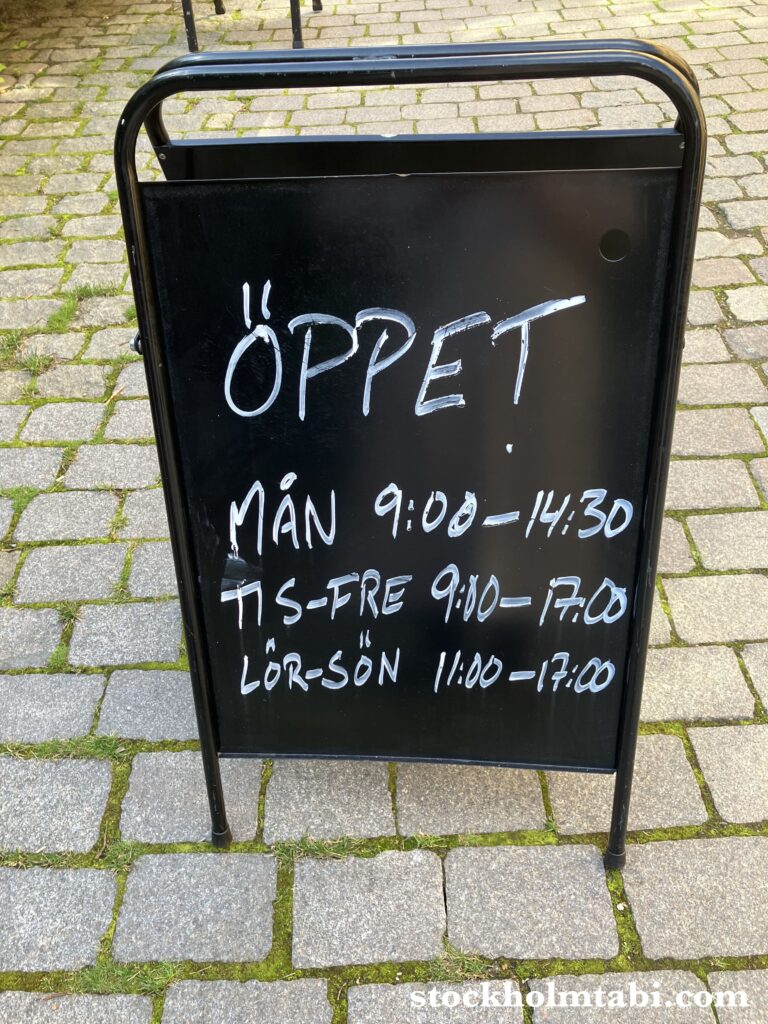 ÖPPET
MÅN 9:00-14:30
TIS-FRE 9:00-17:00
LÖR-SÖN 11:00-17:00
stockholmtabi.com